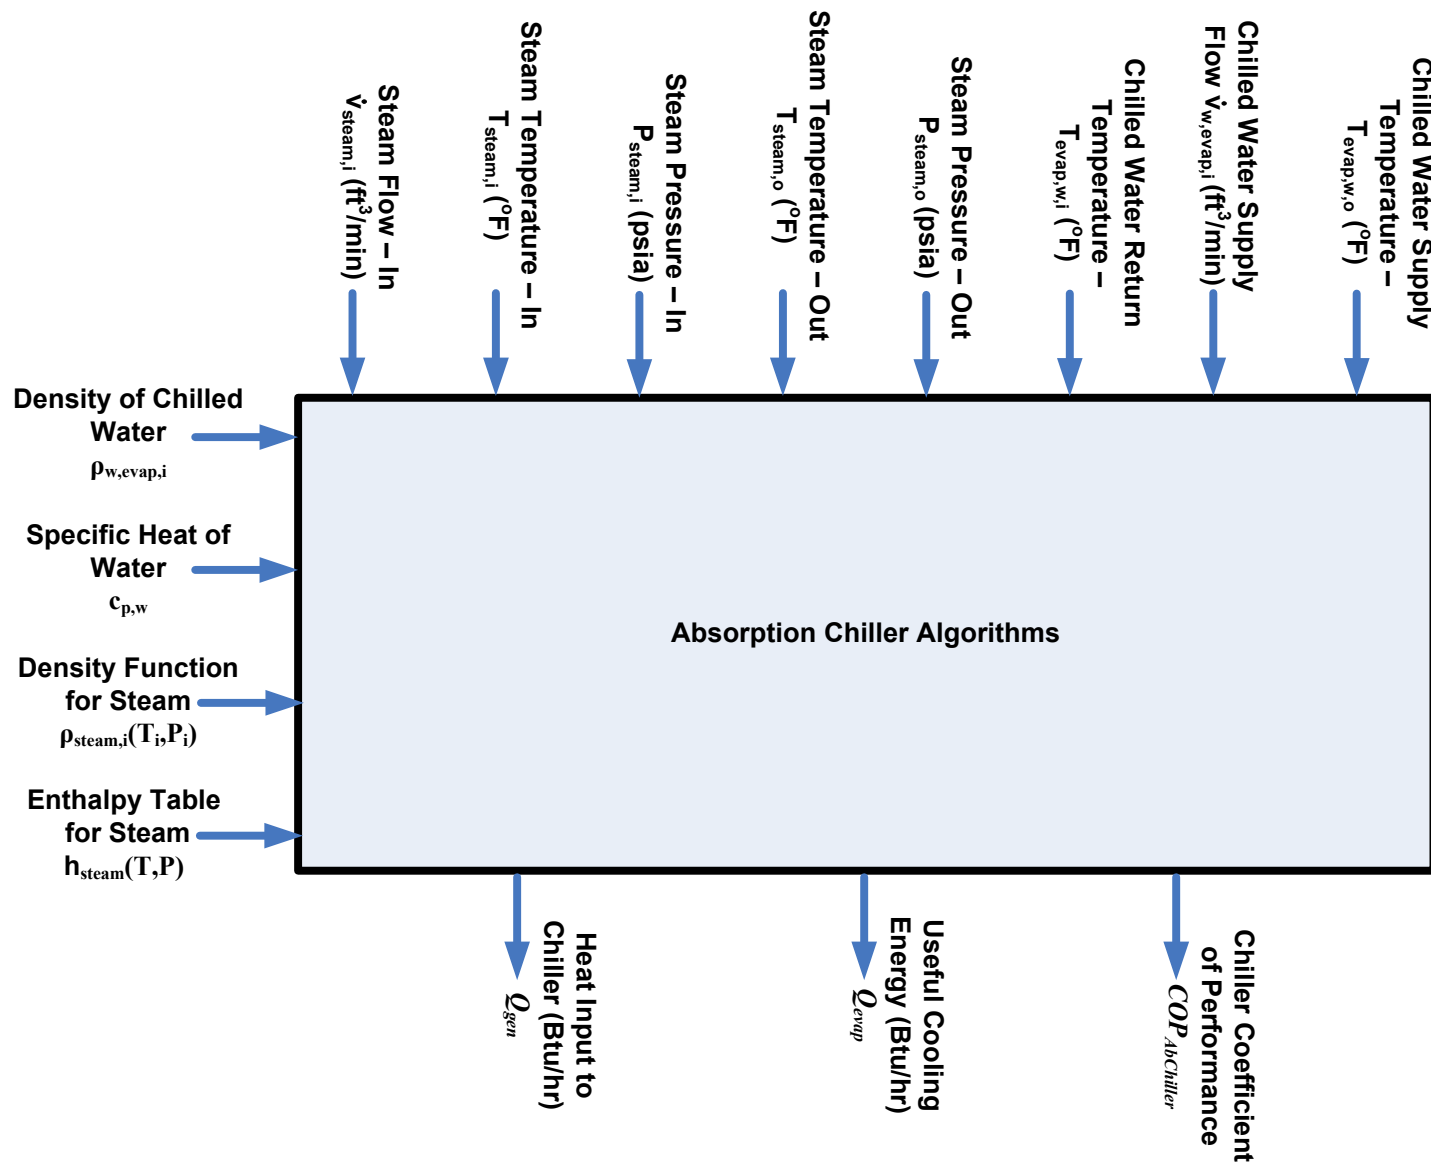 Steam Flow – In
v̇steam,i (ft³/min)
Steam Temperature – In
Tsteam,i (°F)
Steam Pressure – In
Psteam,i (psia)
Steam Temperature – Out
Tsteam,o (°F)
Steam Pressure – Out
Psteam,o (psia)
Chilled Water Return
Temperature –
Tevap,w,i (°F)
Chilled Water Supply
Flow v̇w,evap,i (ft³/min)
Chilled Water Supply
Temperature –
Tevap,w,o (°F)
Density of Chilled
Water
ρw,evap,i
Specific Heat of
Water
cp,w
Density Function
for Steam
ρsteam,i(Ti,Pi)
Enthalpy Table
for Steam
hsteam(T,P)
Absorption Chiller Algorithms
Heat Input to
Chiller (Btu/hr)
Qgen
Useful Cooling
Energy (Btu/hr)
Qevap
Chiller Coefficient
of Performance
COPAbChiller